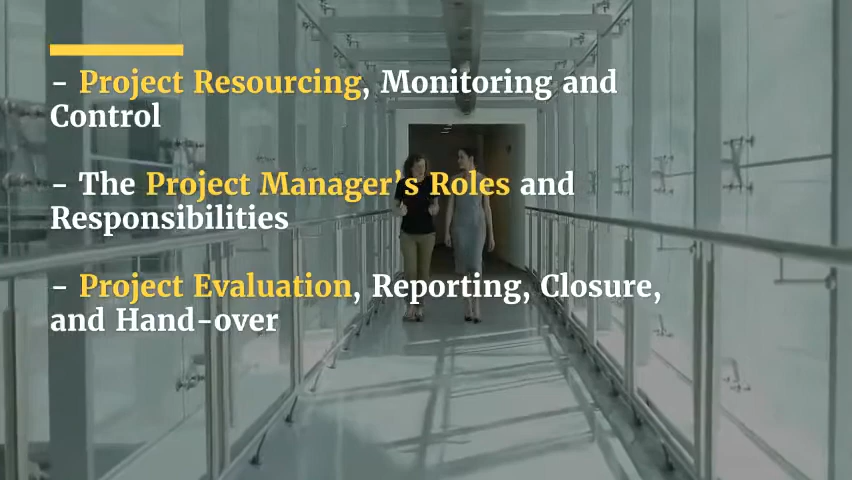 - Project Resourcing, Monitoring and
Control
- The Project Manager's Roles and
Responsibilities
- Project Evaluation, Reporting, Closure,
and Hand-over